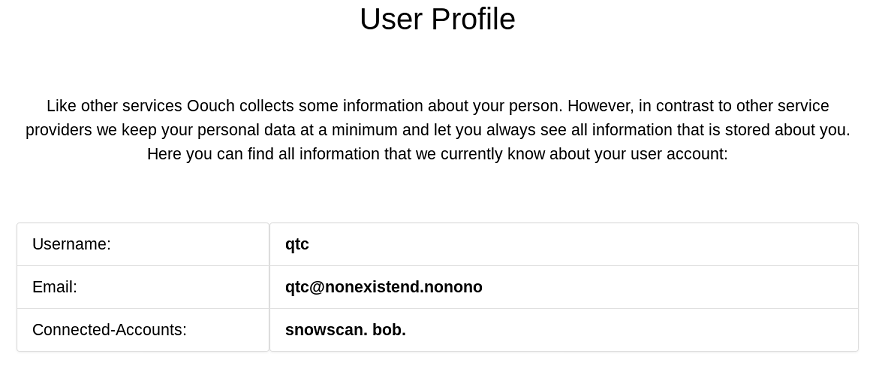 User Profile
Like other services Oouch collects some information about your person. However, in contrast to other service
providers we keep your personal data at a minimum and let you always see all information that is stored about you.
Here you can find all information that we currently know about your user account:
Username: qtc
Email: qtc@nonexistend.nonono
Connected-Accounts: snowscan. bob.